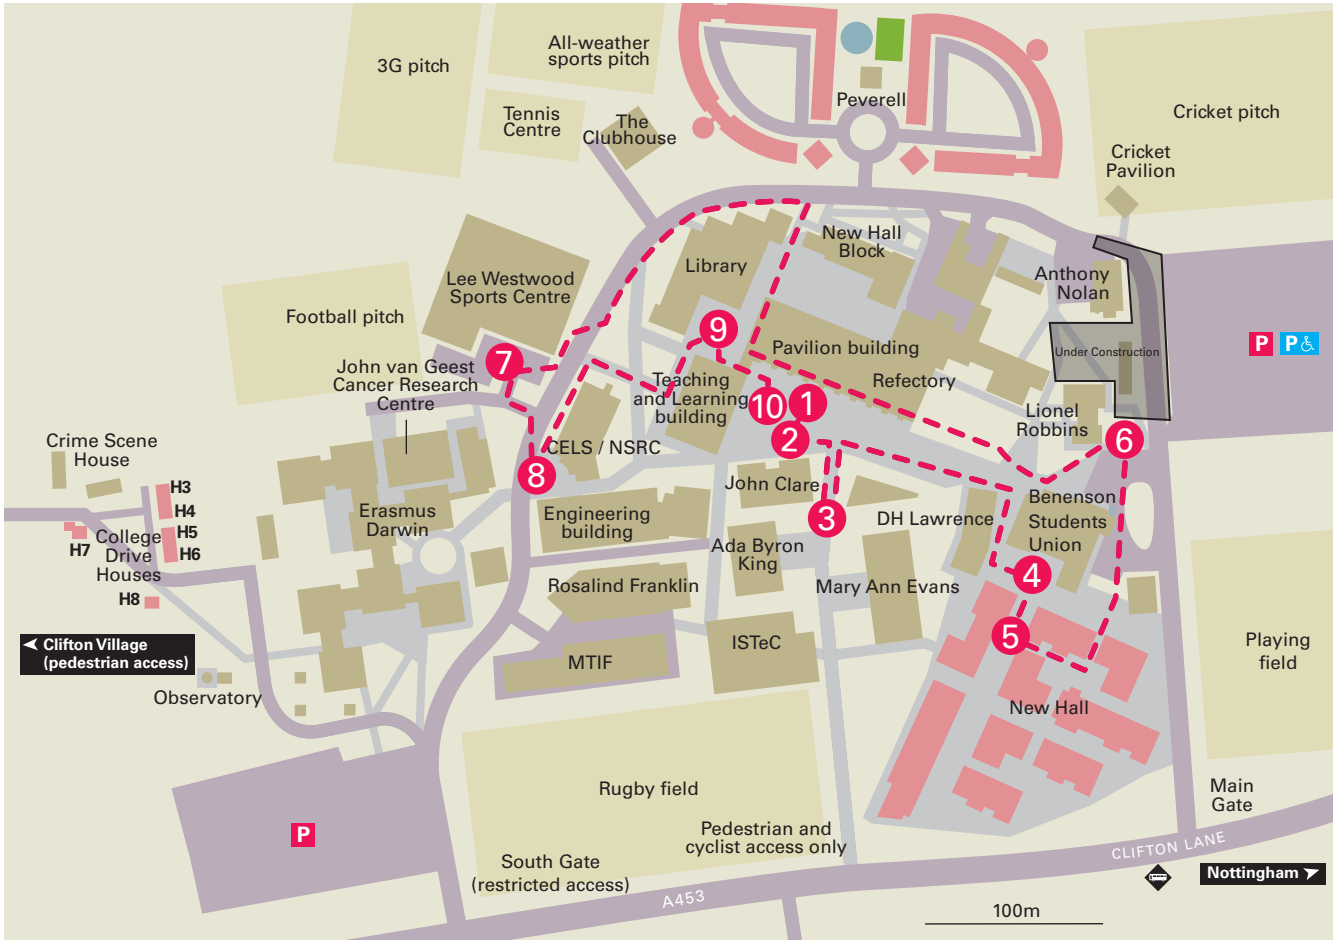 3G pitch
All-weather
sports pitch
Tennis
Centre
The
Clubhouse
Peverell
Cricket pitch
Cricket
Pavilion
New Hall
Block
Library
Lee Westwood
Sports Centre
Anthony
Nolan
Football pitch
9
Pavilion building
Under Construction
P
P
7
John van Geest
Cancer Research
Centre
Refectory
Teaching
and Learning
building
10
1
Lionel
Robbins
2
6
Crime Scene
House
CELS / NSRC
8
John Clare
H3
H4
H5
H6
H7
College
Drive
Houses
H8
Erasmus
Darwin
Engineering
building
3
DH Lawrence
Benenson
Students
Union
Ada Byron
King
Rosalind Franklin
Mary Ann Evans
4
5
Clifton Village
(pedestrian access)
MTIF
ISTeC
Playing
field
Observatory
New Hall
Rugby field
Main
Gate
P
Pedestrian and
cyclist access only
South Gate
(restricted access)
CLIFTON LANE
Nottingham
A453
100m